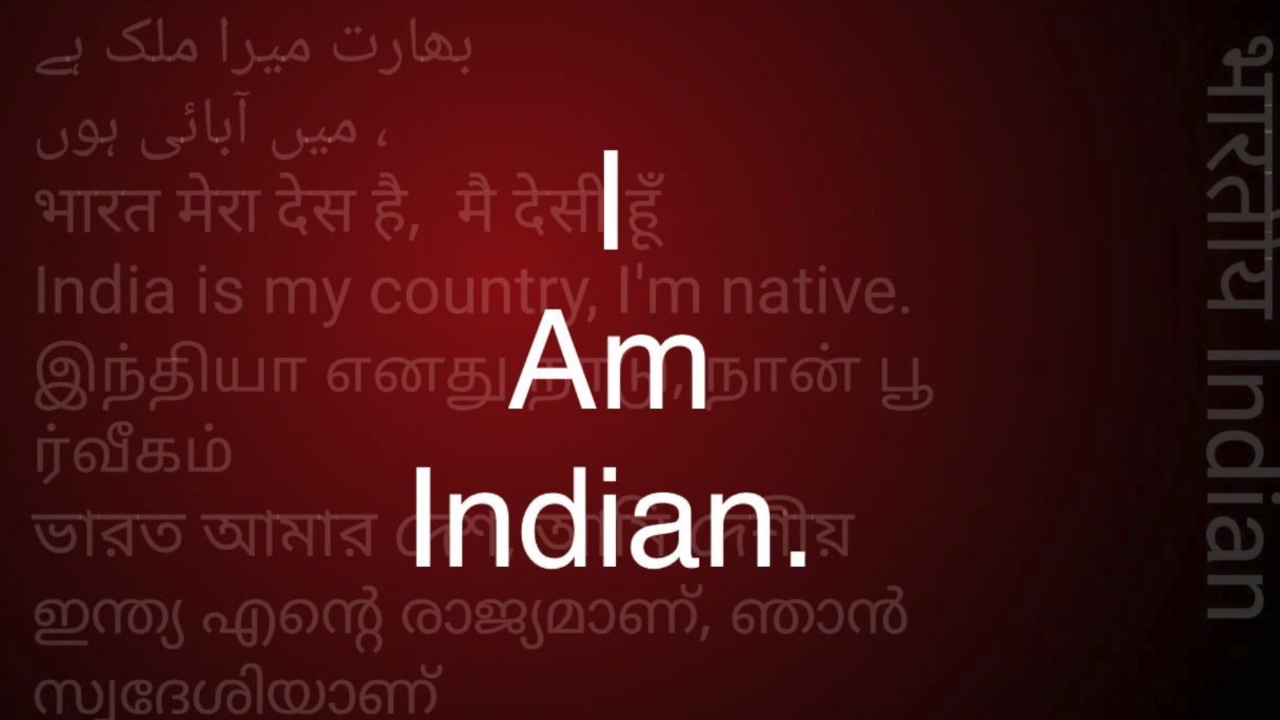 بھارت میرا ملک ہے
، میں آبائی ہوں
भारत मेरा देस है, मै देसी हूँ
India is my country, I'm native.
இந்தியா எனது நாடு, நான் பூ
ர்வீகம்
ভারত আমার দেশ, আমি দেশীয়
ഇന്ത്യ എന്റെ രാജ്യമാണ്, ഞാൻ
സ്വദേശിയാണ്
I
Am
Indian.
भारतीय Indian